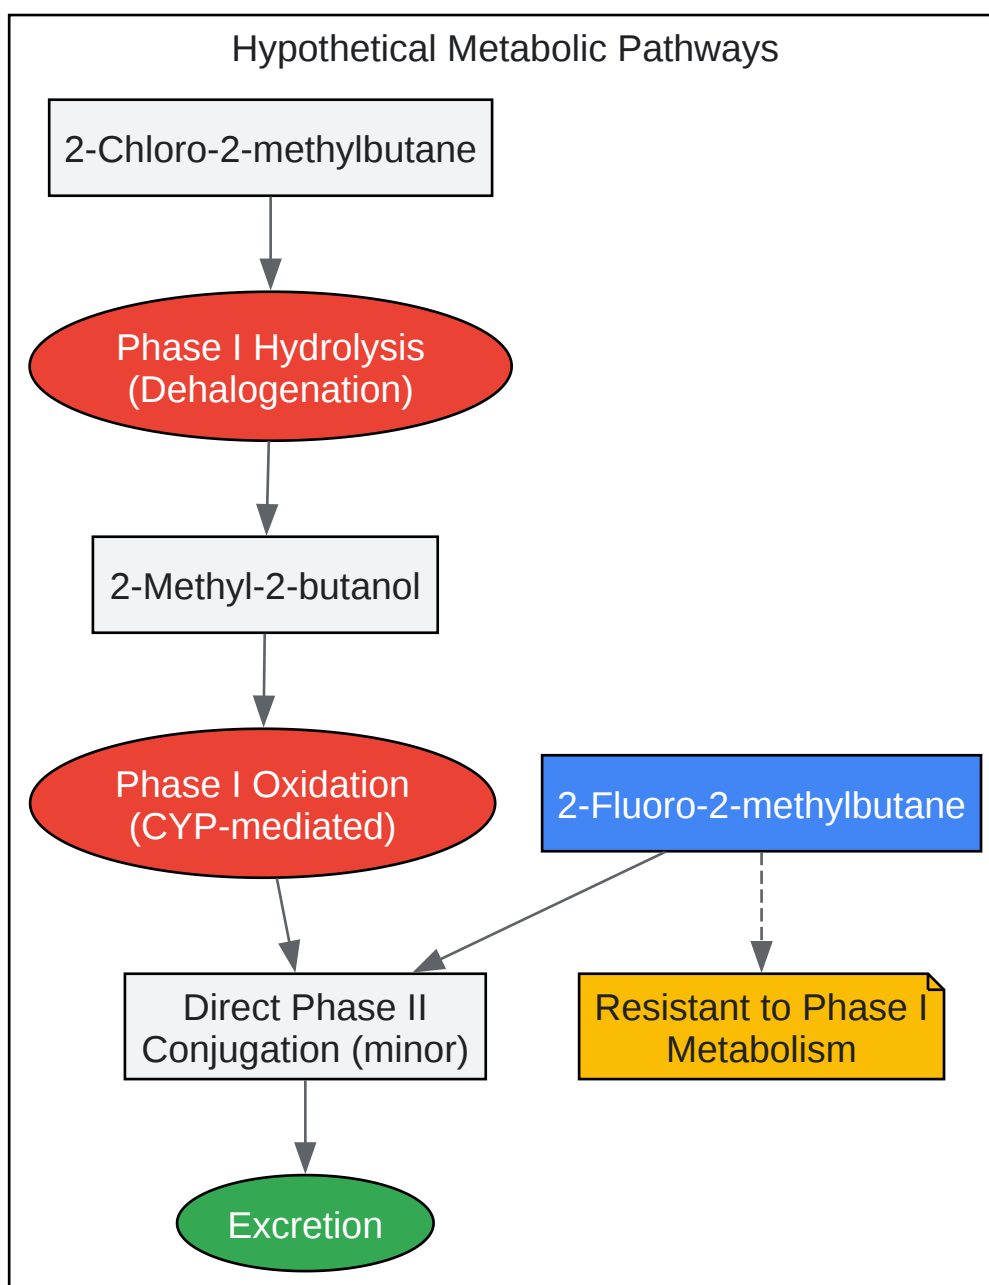 Hypothetical Metabolic Pathways
2-Chloro-2-methylbutane
Phase I Hydrolysis
(Dehalogenation)
2-Methyl-2-butanol
Phase I Oxidation
(CYP-mediated)
2-Fluoro-2-methylbutane
Direct Phase II
Conjugation (minor)
Resistant to Phase I
Metabolism
Excretion